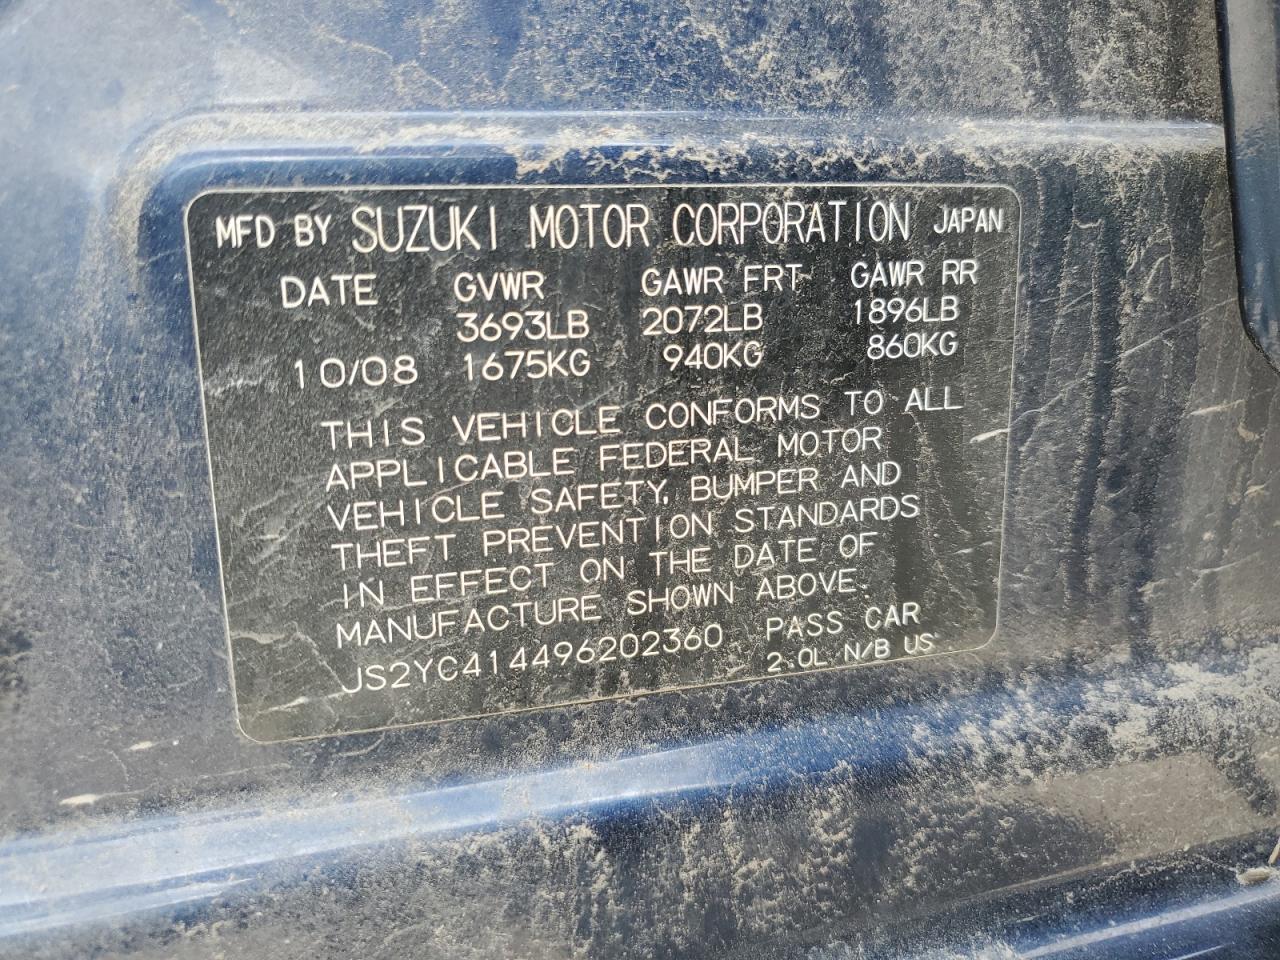 MFD BY SUZUKI MOTOR CORPORATION JAPAN
DATE GVWR GAWR FRT GAWR RR
3693LB 2072LB 1896LB
10/08 1675KG 940KG 860KG
THIS VEHICLE CONFORMS TO ALL
APPLICABLE FEDERAL MOTOR
VEHICLE SAFETY, BUMPER AND
THEFT PREVENTION STANDARDS
IN EFFECT ON THE DATE OF
MANUFACTURE SHOWN ABOVE.
JS2YC414496202360 PASS CAR
2.0L N/B US